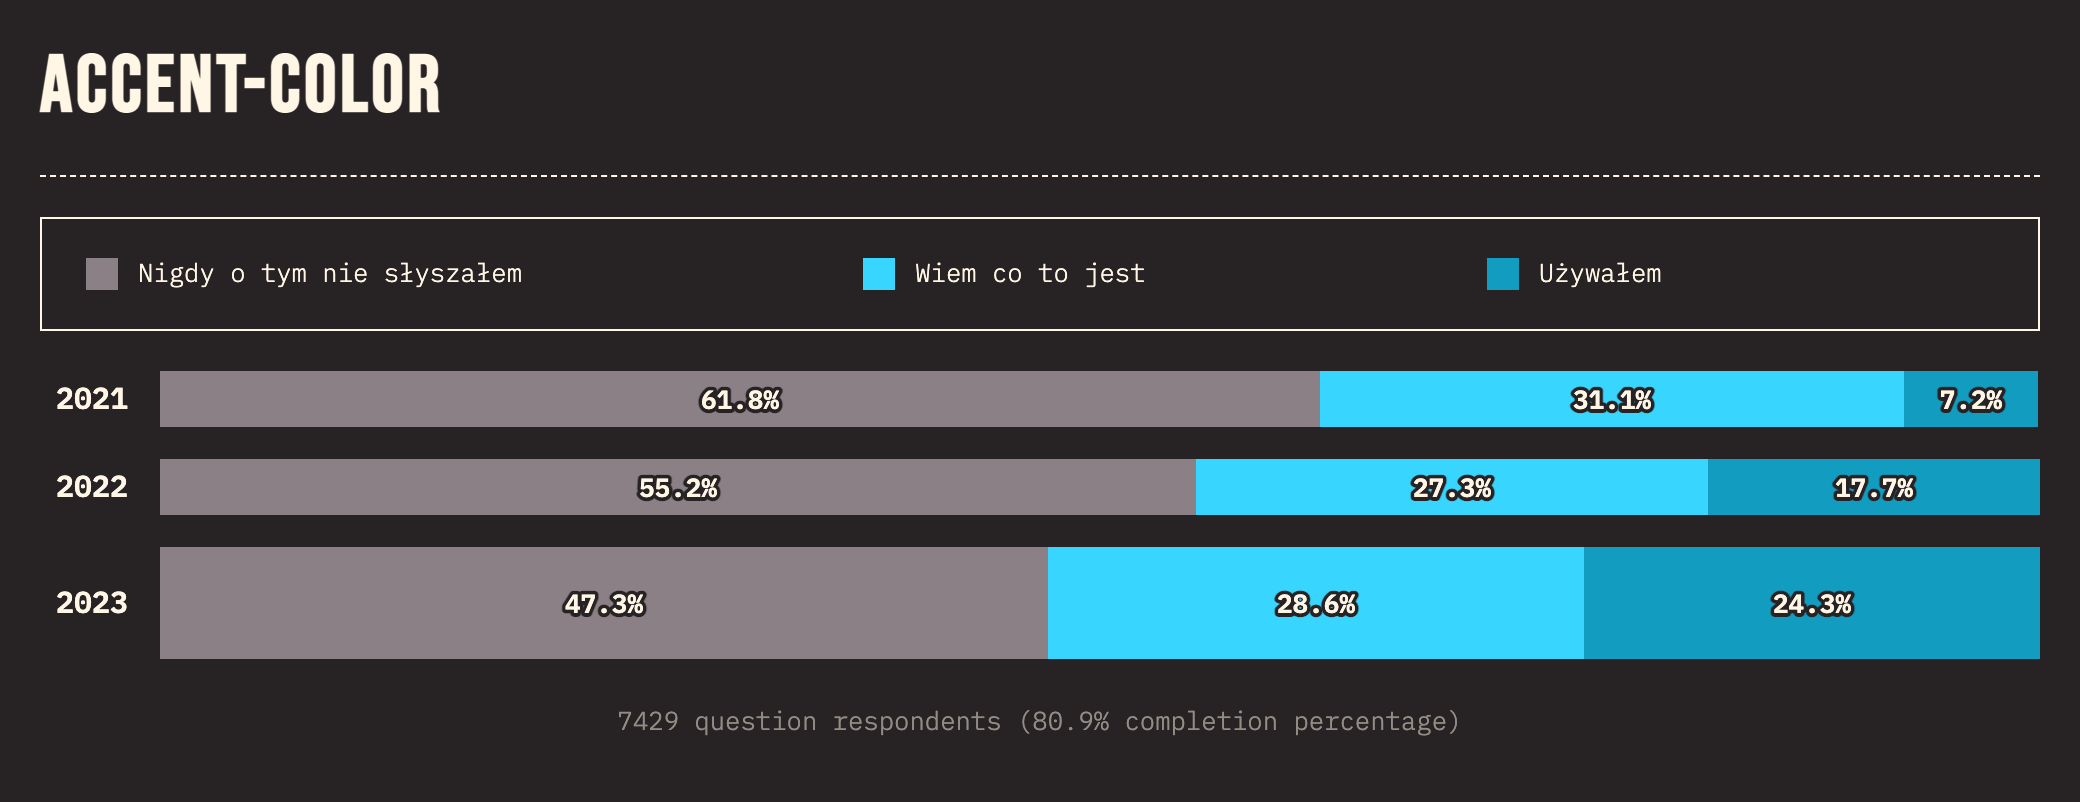 ACCENT-COLOR
Nigdy o tym nie słyszałem Wiem co to jest Używałem
2021 61.8% 31.1% 7.2%
2022 55.2% 27.3% 17.7%
2023 47.3% 28.6% 24.3%
7429 question respondents (80.9% completion percentage)